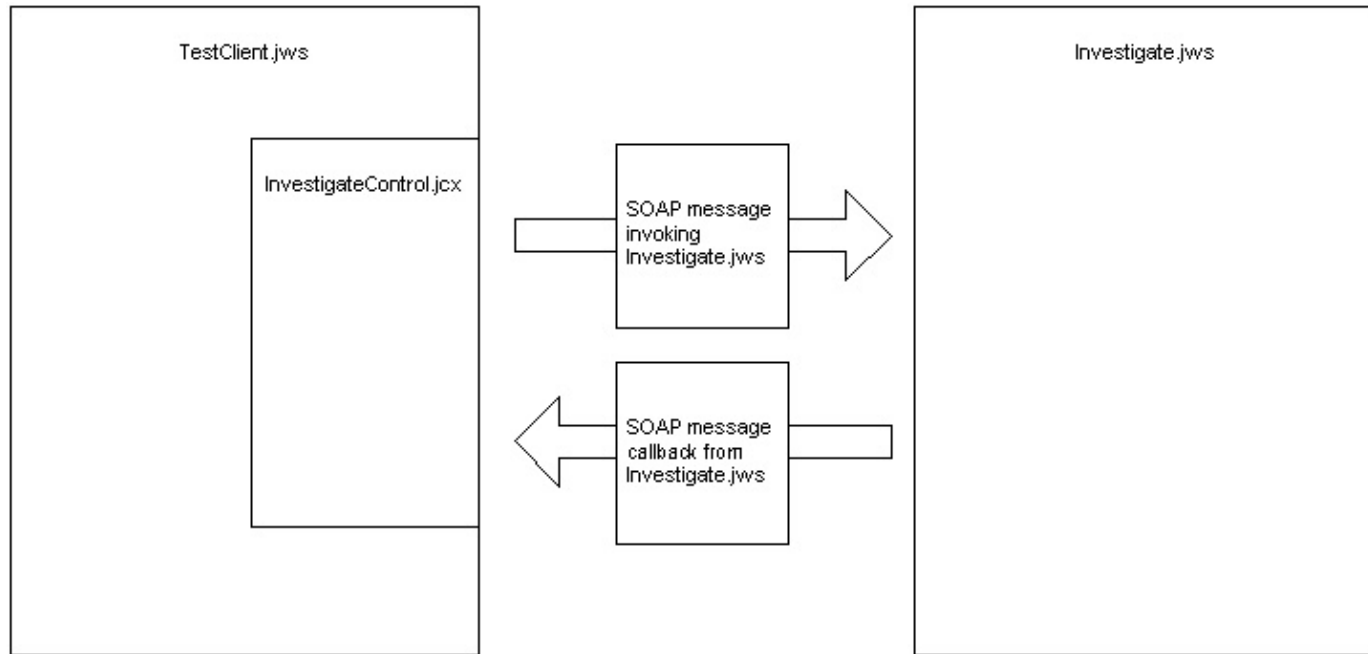 TestClient.jws
Investigate.jws
InvestigateControl.jcx
SOAP message
invoking
Investigate.jws
SOAP message
callback from
Investigate.jws